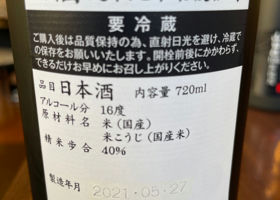 要冷蔵
ご購入後は品質保持の為、直射日光を避け、冷蔵で
の保存をお願いします。開栓前後にかかわらず、
できるだけお早めにお召し上がりください。
品目 日本酒 内容量 720ml
アルコール分 16度
原材料名 米(国産)
米こうじ(国産米)
精米歩合 40%
製造年月 2021.05.27